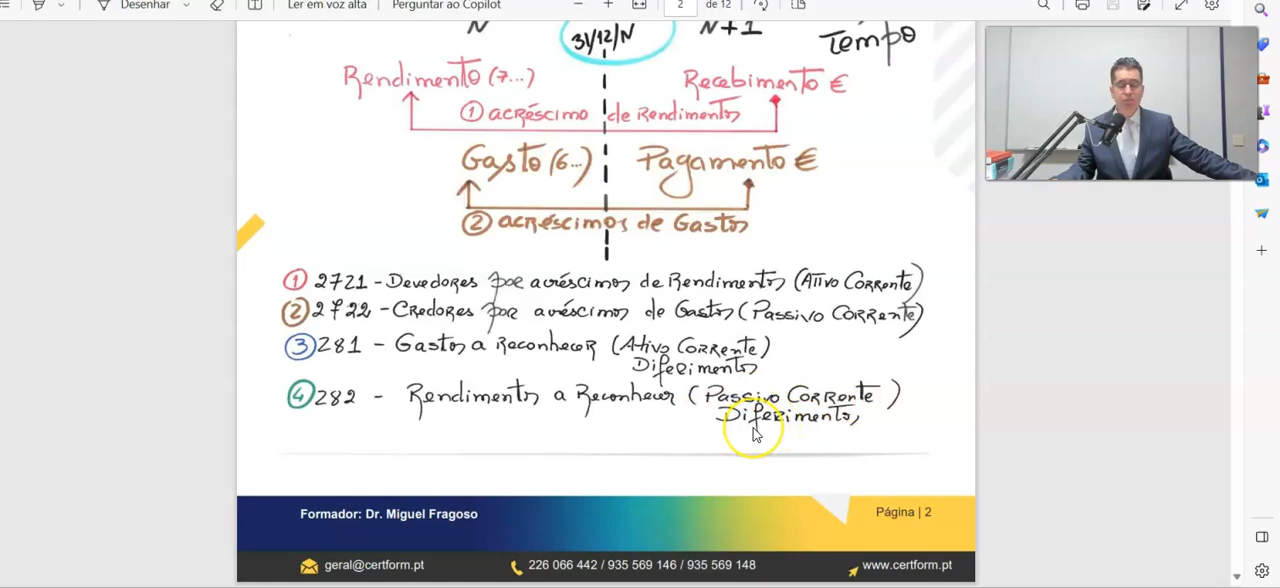 Desenhar
Ler em voz alta
Perguntar ao Copilot
2 de 12
N 31/12/N N+1 Tempo
Rendimento (7...) Recebimento €
① acréscimo de Rendimentos
Gasto (6...) Pagamento €
② acréscimos de Gastos
① 2721 - Devedores por acréscimos de Rendimentos (Ativo Corrente)
② 2722 - Credores por acréscimos de Gastos (Passivo Corrente)
③ 281 - Gastos a Reconhecer (Ativo Corrente)
Diferimentos
④ 282 - Rendimentos a Reconhecer (Passivo Corrente)
Diferimentos
Formador: Dr. Miguel Fragoso
Página | 2
geral@certform.pt
226 066 442 / 935 569 146 / 935 569 148
www.certform.pt